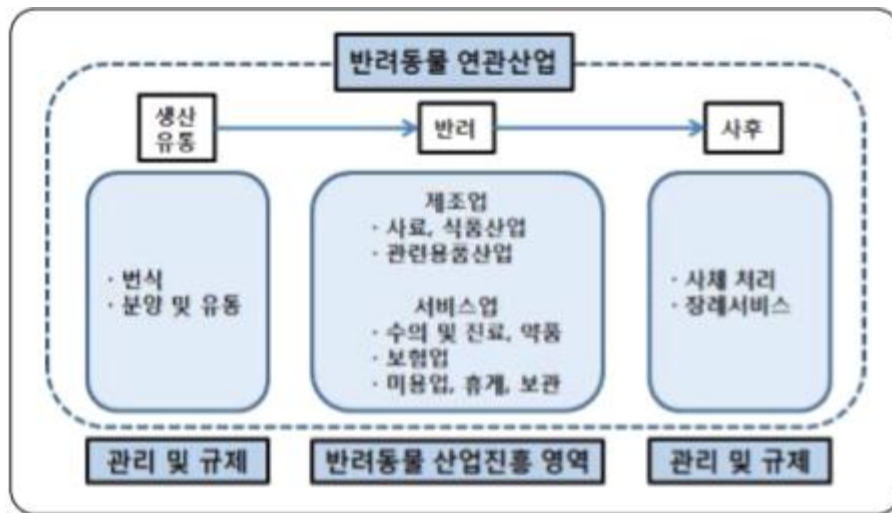 반려동물 연관산업
생산
유통
반려
사후
· 번식
· 분양 및 유통
제조업
· 사료, 식품산업
· 관련용품산업
서비스업
· 수의 및 진료, 약품
· 보험업
· 미용업, 휴게, 보관
· 사체 처리
· 장례서비스
관리 및 규제
반려동물 산업진흥 영역
관리 및 규제